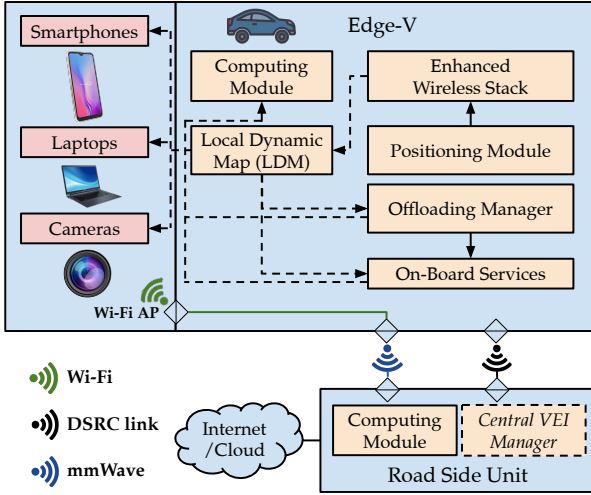 Smartphones
Laptops
Cameras
Edge-V
Computing
Module
Enhanced
Wireless Stack
Local Dynamic
Map (LDM)
Positioning Module
Offloading Manager
On-Board Services
Wi-Fi AP
Wi-Fi
DSRC link
mmWave
Internet
/Cloud
Computing
Module
Central VEI
Manager
Road Side Unit